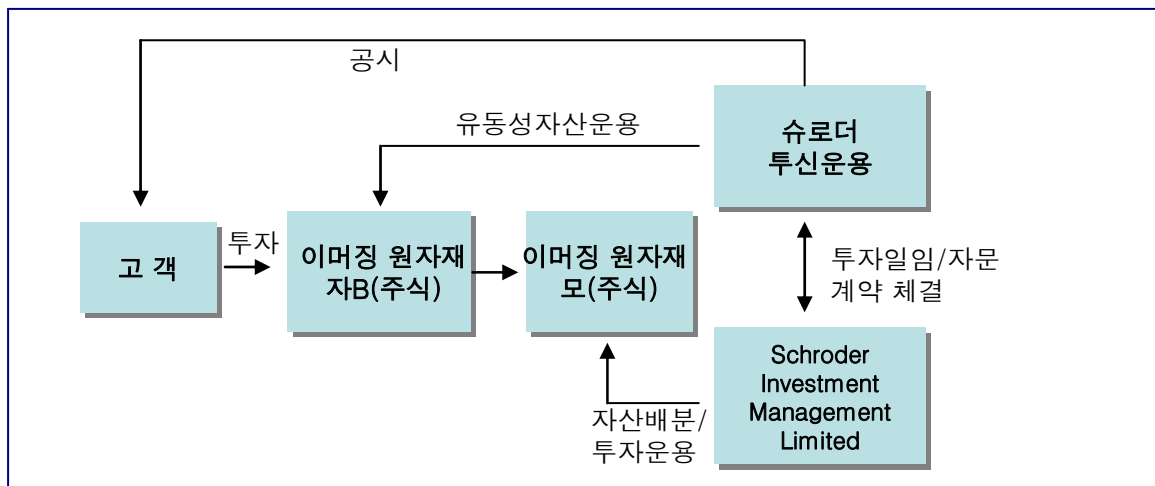 공시
유동성자산운용
슈로더
투신운용
고 객
투자
이머징 원자재
자B(주식)
이머징 원자재
모(주식)
투자일임/자문
계약 체결
Schroder
Investment
Management
Limited
자산배분/
투자운용